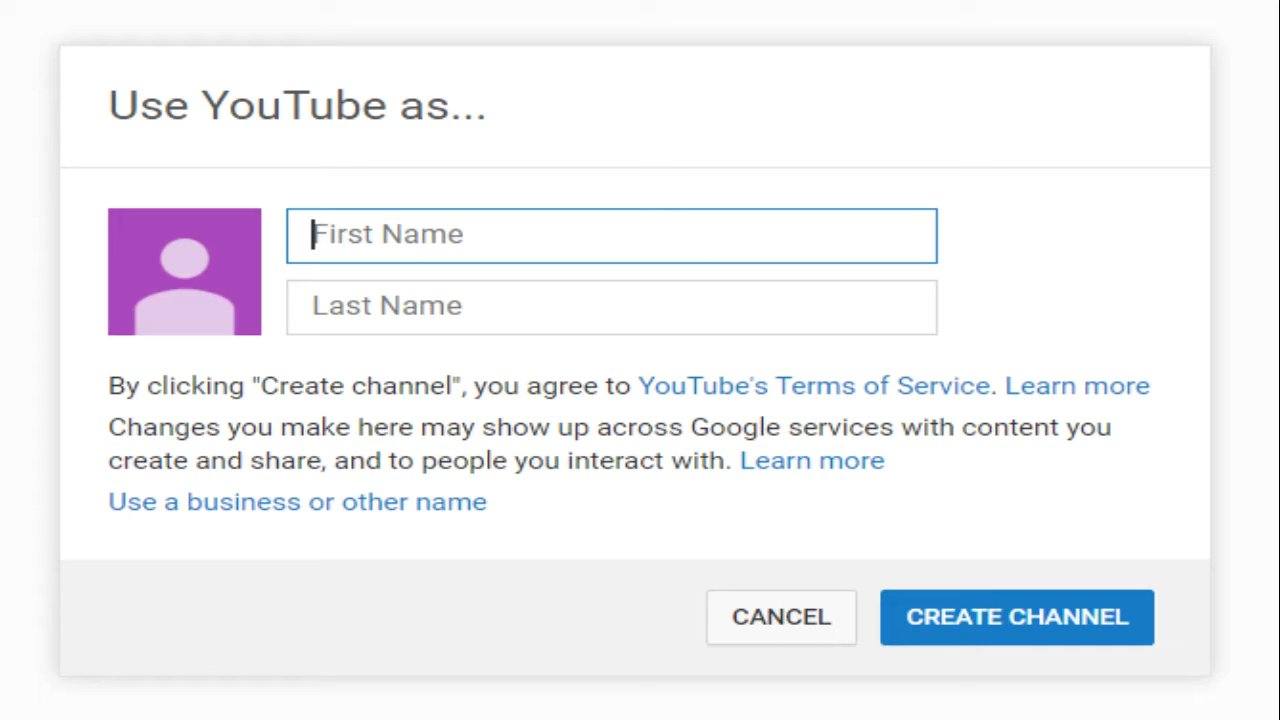 Use YouTube as...
First Name
Last Name
By clicking "Create channel", you agree to YouTube's Terms of Service. Learn more
Changes you make here may show up across Google services with content you
create and share, and to people you interact with. Learn more
Use a business or other name
CANCEL CREATE CHANNEL